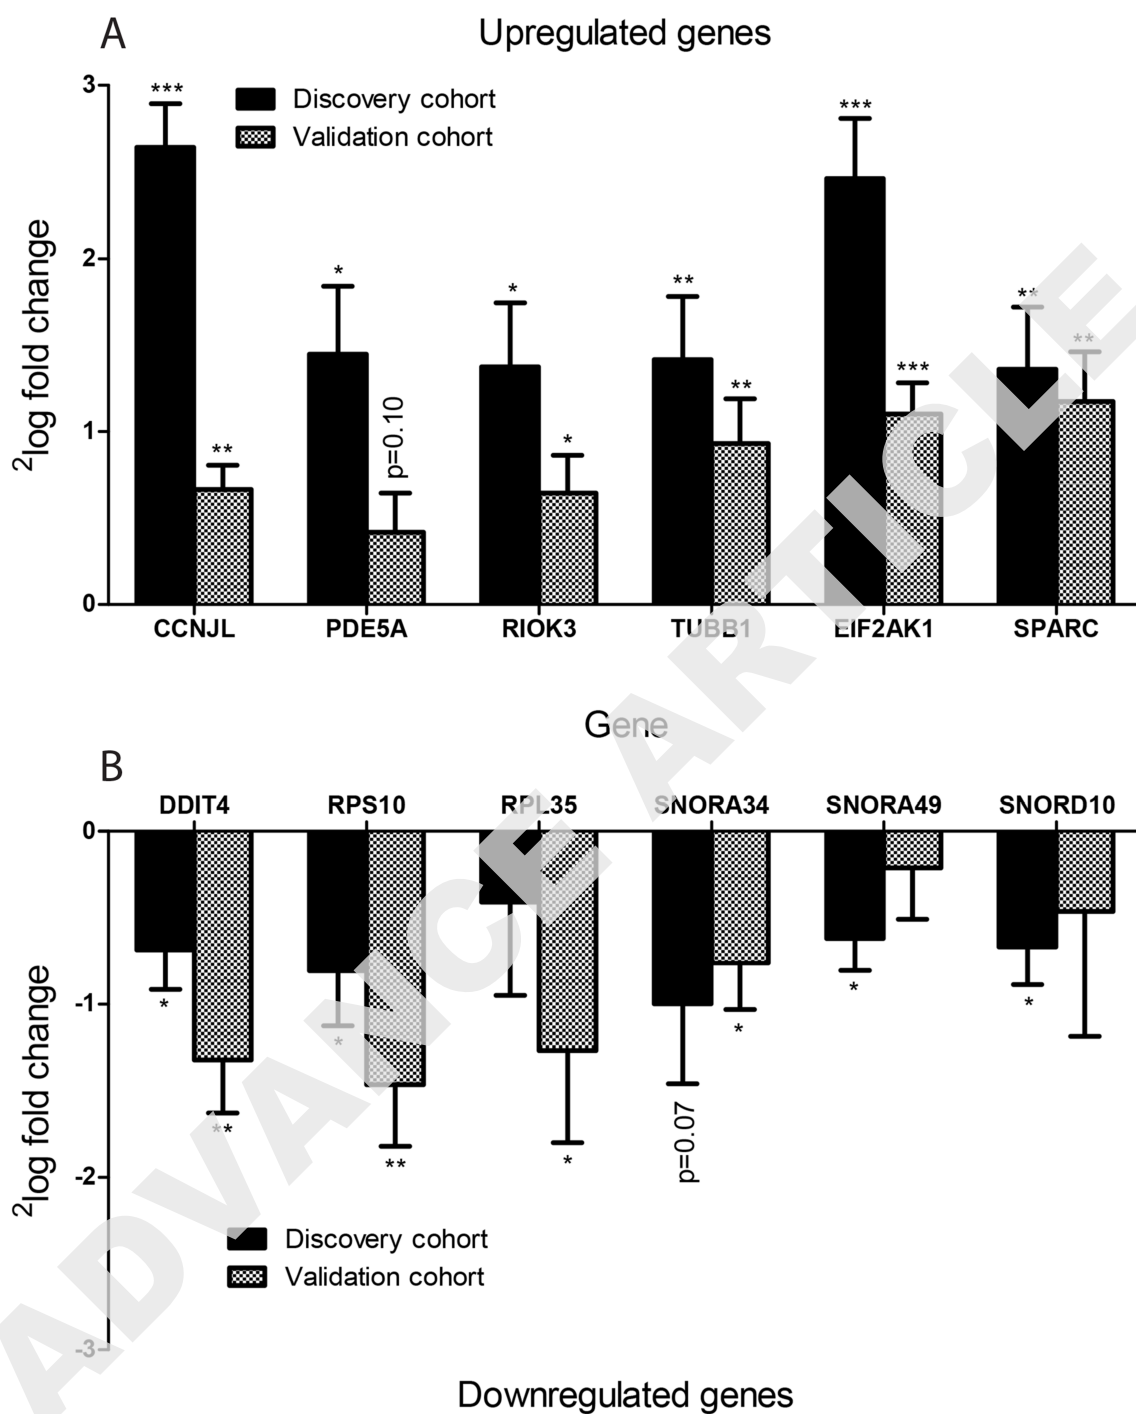 A
Upregulated genes
3
2
1
0
2log fold change
Discovery cohort
Validation cohort
***
**
*
p=0.10
*
*
**
**
***
***
**
**
CCNJL
PDE5A
RIOK3
TUBB1
EIF2AK1
SPARC
Gene
B
DDIT4
RPS10
RPL35
SNORA34
SNORA49
SNORD10
0
-1
-2
-3
2log fold change
*
**
*
**
*
p=0.07
*
*
*
Discovery cohort
Validation cohort
Downregulated genes
ADVANCE ARTICLE